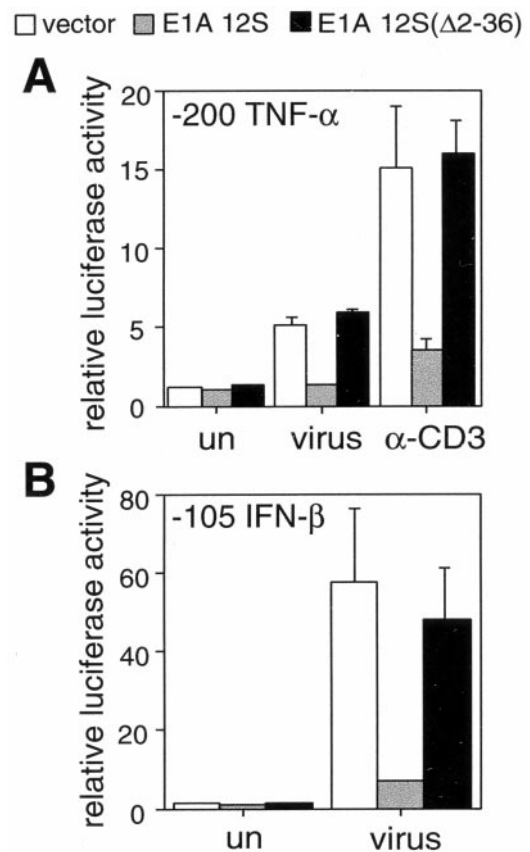 vector E1A 12S E1A 12S(Δ2-36)
A
relative luciferase activity
20
15
10
5
0
-200 TNF-α
un virus α-CD3
B
relative luciferase activity
80
60
40
20
0
-105 IFN-β
un virus